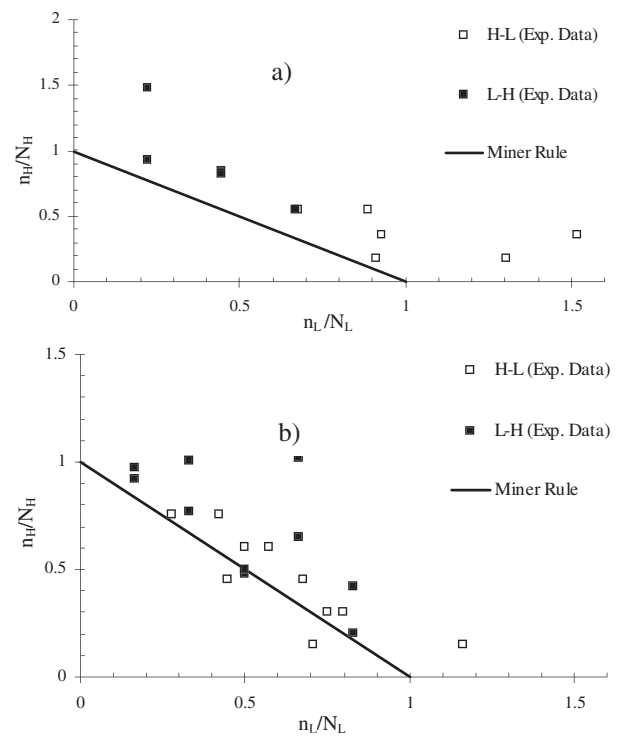 2
H-L (Exp. Data)
1.5
a)
L-H (Exp. Data)
n_H/N_H
1
Miner Rule
0.5
0
0 0.5 1 1.5
n_L/N_L
1.5
H-L (Exp. Data)
b)
L-H (Exp. Data)
1
n_H/N_H
Miner Rule
0.5
0
0 0.5 1 1.5
n_L/N_L